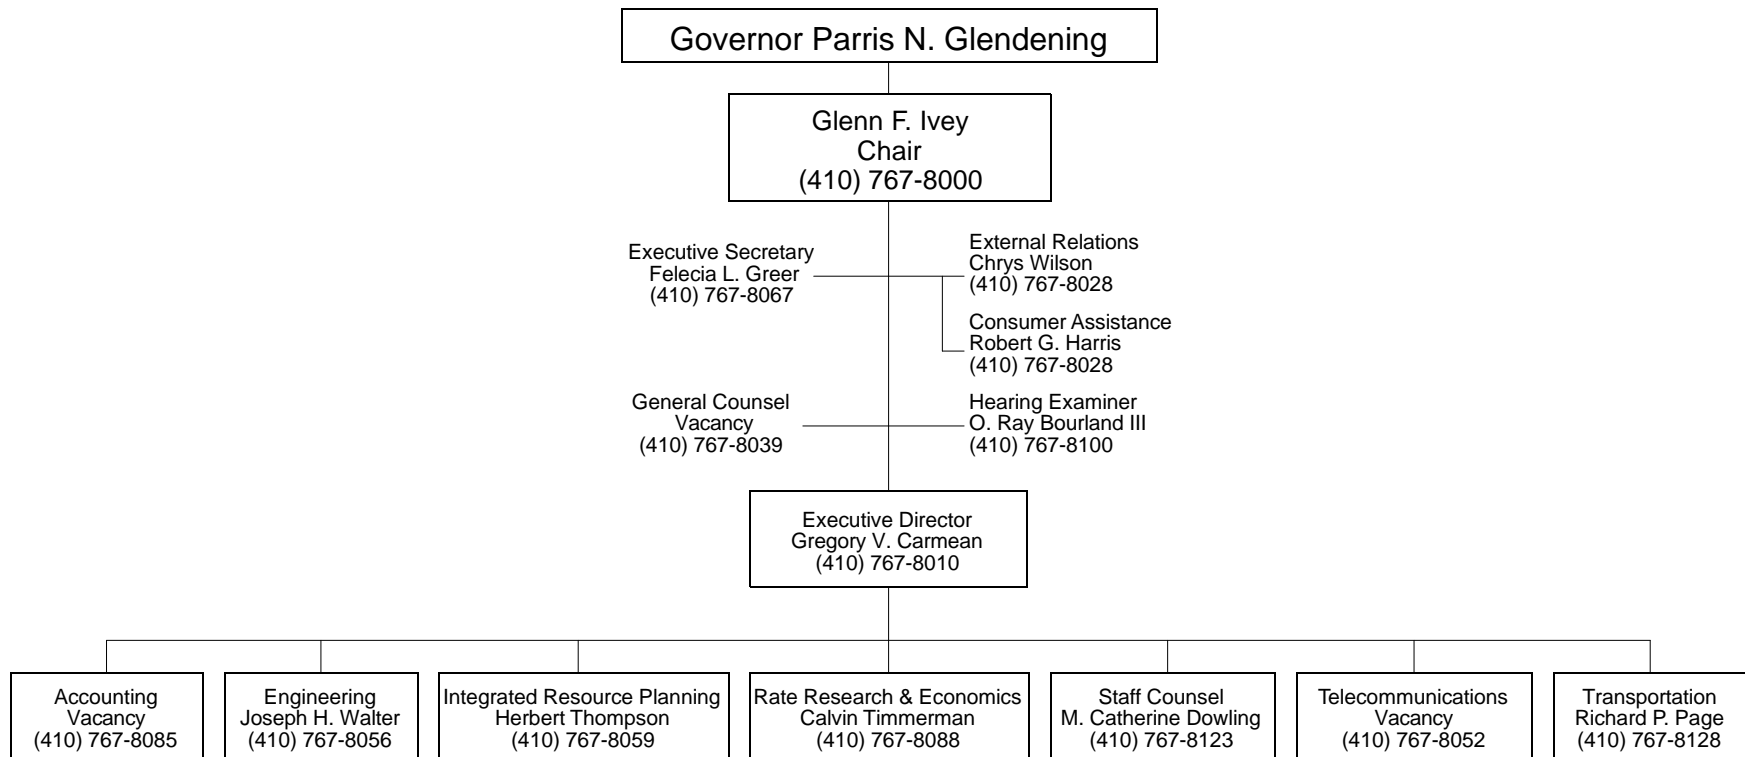 Governor Parris N. Glendening
Glenn F. Ivey
Chair
(410) 767-8000
Executive Secretary
Felecia L. Greer
(410) 767-8067
External Relations
Chrys Wilson
(410) 767-8028
Consumer Assistance
Robert G. Harris
(410) 767-8028
General Counsel
Vacancy
(410) 767-8039
Hearing Examiner
O. Ray Bourland III
(410) 767-8100
Executive Director
Gregory V. Carmean
(410) 767-8010
Accounting
Vacancy
(410) 767-8085
Engineering
Joseph H. Walter
(410) 767-8056
Integrated Resource Planning
Herbert Thompson
(410) 767-8059
Rate Research & Economics
Calvin Timmerman
(410) 767-8088
Staff Counsel
M. Catherine Dowling
(410) 767-8123
Telecommunications
Vacancy
(410) 767-8052
Transportation
Richard P. Page
(410) 767-8128